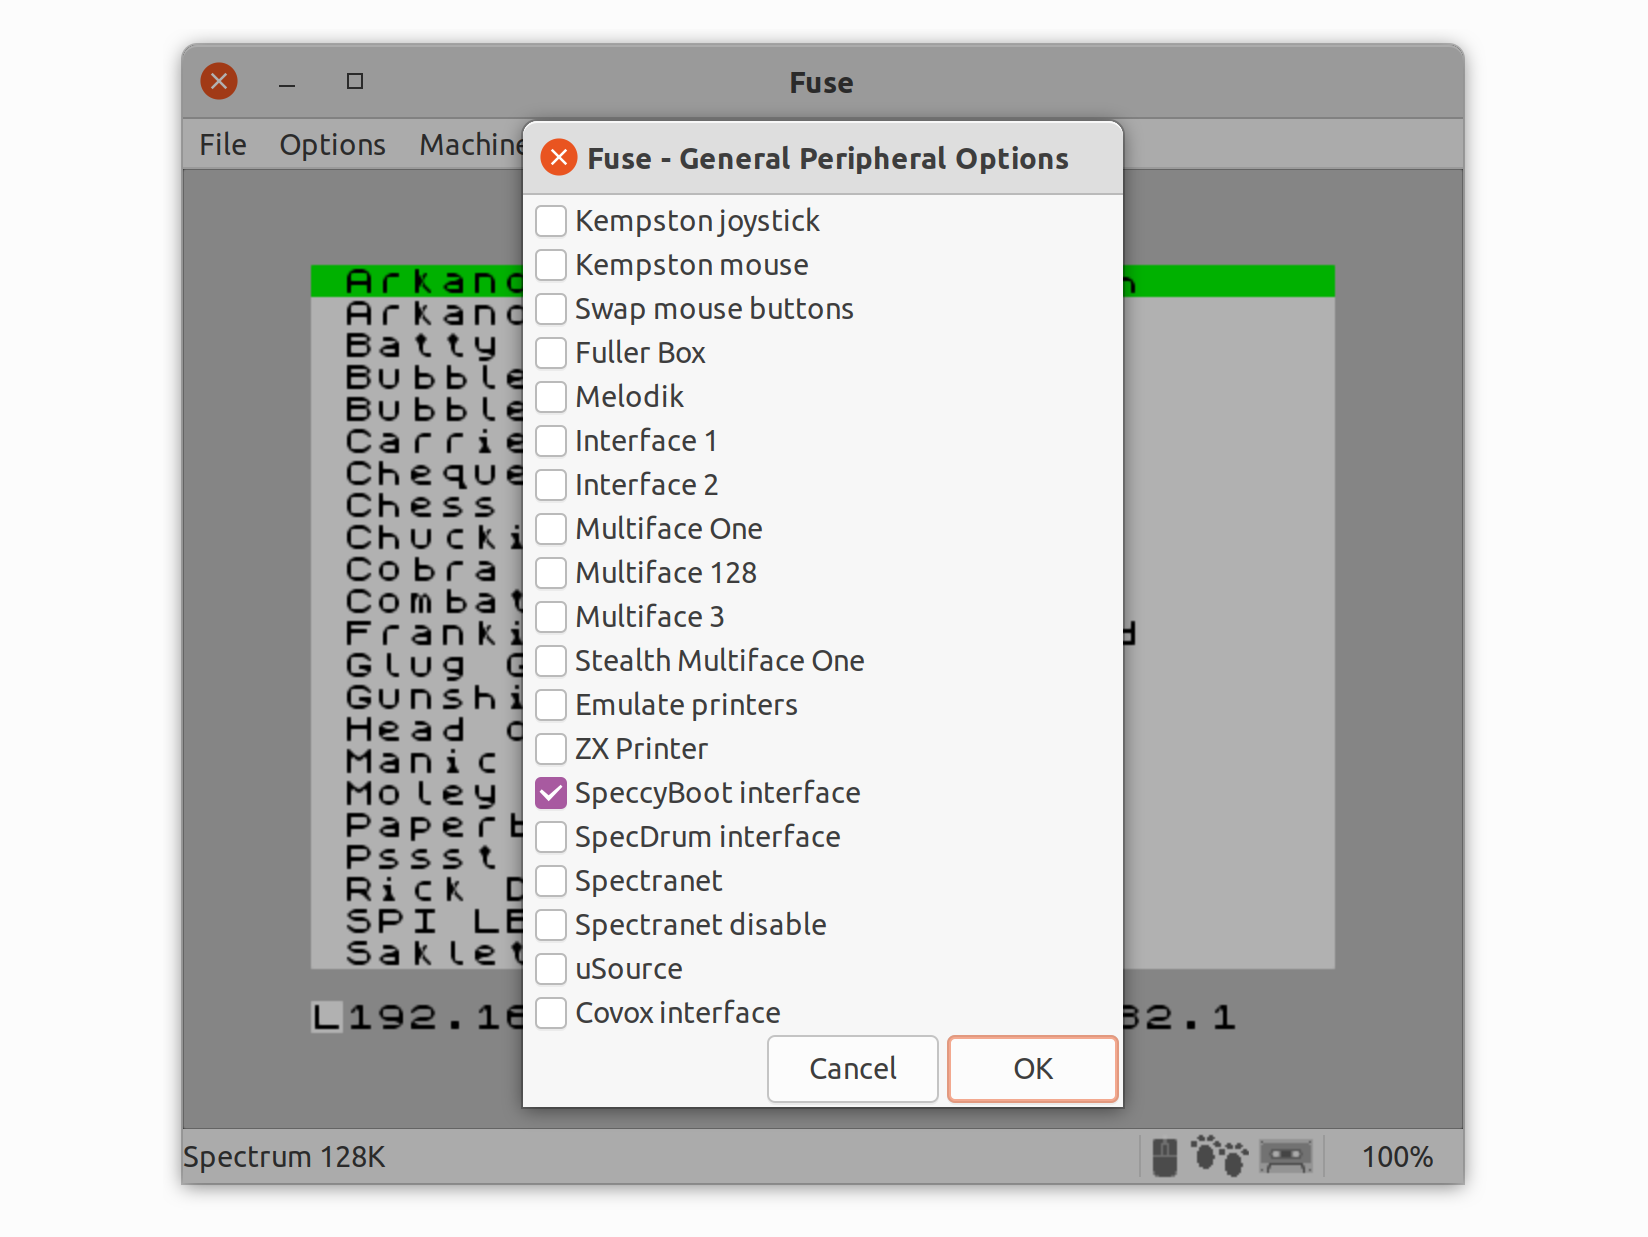 Fuse
File Options Machine
Fuse - General Peripheral Options
Kempston joystick
Kempston mouse
Swap mouse buttons
Fuller Box
Melodik
Interface 1
Interface 2
Multiface One
Multiface 128
Multiface 3
Stealth Multiface One
Emulate printers
ZX Printer
SpeccyBoot interface
SpecDrum interface
Spectranet
Spectranet disable
uSource
Covox interface
Cancel OK
Arkano
Arkano
Batty
Bubble
Bubble
Carrie
Cheque
Chess
Chucki
Cobra
Combat
Franki d
Glug G
Gunshi
Head o
Manic
Moley
Paperb
Pssst
Rick D
SPI LE
Saklet
L192.16 82.1
Spectrum 128K 100%